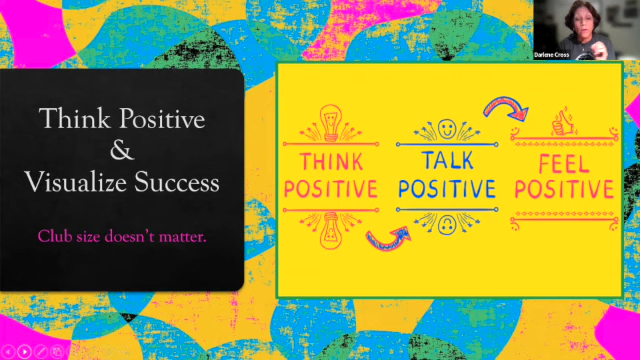 Think Positive
&
Visualize Success
Club size doesn't matter.
THINK
POSITIVE
TALK
POSITIVE
FEEL
POSITIVE
Darlene Cross